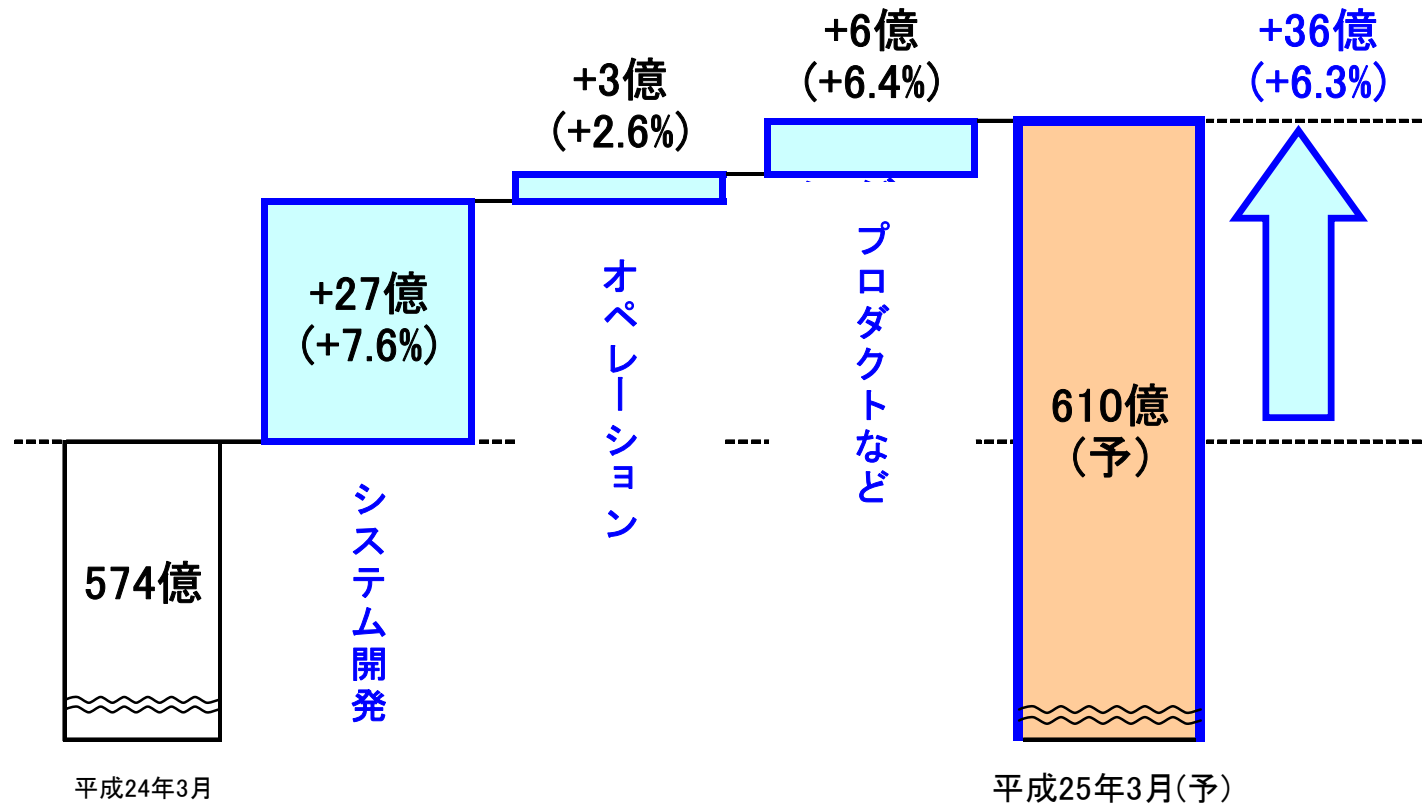 +6億
(+6.4%)
+36億
(+6.3%)
+3億
(+2.6%)
+27億
(+7.6%)
システム開発
オペレーション
プロダクトなど
610億
(予)
574億
平成24年3月
平成25年3月(予)